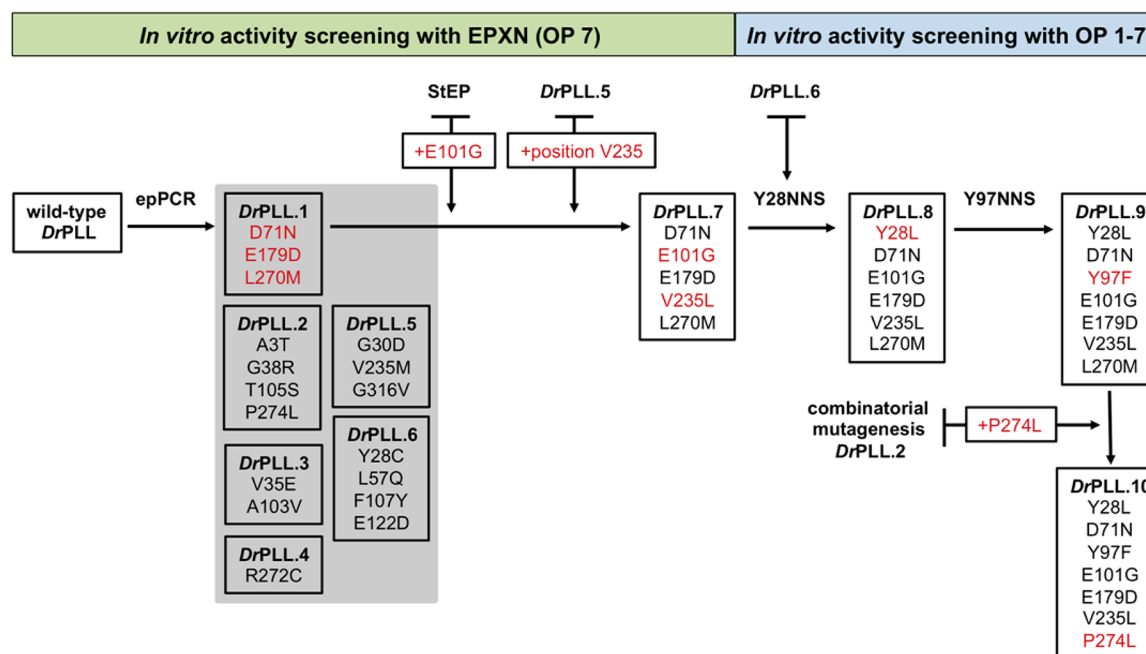 In vitro activity screening with EPXN (OP 7)
In vitro activity screening with OP 1-7
StEP
DrPLL.5
DrPLL.6
+E101G
+position V235
wild-type
DrPLL
epPCR
DrPLL.1
D71N
E179D
L270M
DrPLL.2
A3T
G38R
T105S
P274L
DrPLL.3
V35E
A103V
DrPLL.4
R272C
DrPLL.5
G30D
V235M
G316V
DrPLL.6
Y28C
L57Q
F107Y
E122D
DrPLL.7
D71N
E101G
E179D
V235L
L270M
Y28NNS
DrPLL.8
Y28L
D71N
E101G
E179D
V235L
L270M
Y97NNS
DrPLL.9
Y28L
D71N
Y97F
E101G
E179D
V235L
L270M
combinatorial
mutagenesis
DrPLL.2
+P274L
DrPLL.10
Y28L
D71N
Y97F
E101G
E179D
V235L
P274L